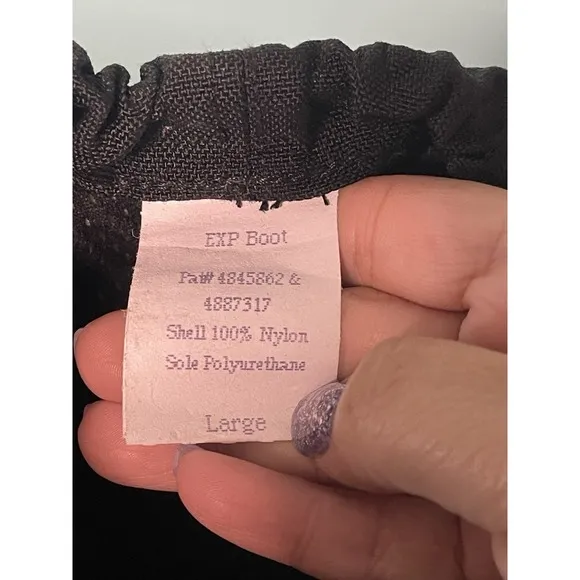 EXP Boot
Pat# 4845862 &
4887317
Shell 100% Nylon
Sole Polyurethane
Large